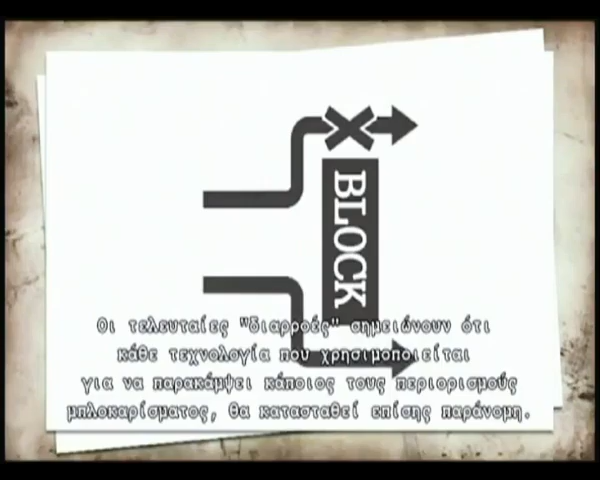 BLOCK
Οι τελευταίες "διαρροές" σημειώνουν ότι
κάθε τεχνολογία που χρησιμοποιείται
για να παρακάμψει κάποιος τους περιορισμούς
μπλοκαρίσματος, θα κατασταθεί επίσης παράνομη.